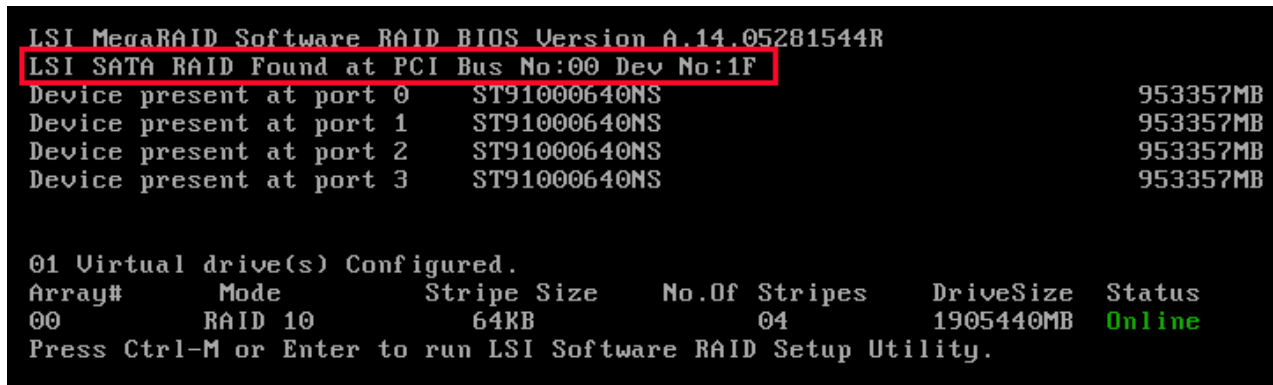 LSI MegaRAID Software RAID BIOS Version A.14.05281544R
LSI SATA RAID Found at PCI Bus No:00 Dev No:1F
Device present at port 0 ST91000640NS 953357MB
Device present at port 1 ST91000640NS 953357MB
Device present at port 2 ST91000640NS 953357MB
Device present at port 3 ST91000640NS 953357MB
01 Virtual drive(s) Configured.
Array# Mode Stripe Size No.Of Stripes DriveSize Status
00 RAID 10 64KB 04 1905440MB Online
Press Ctrl-M or Enter to run LSI Software RAID Setup Utility.